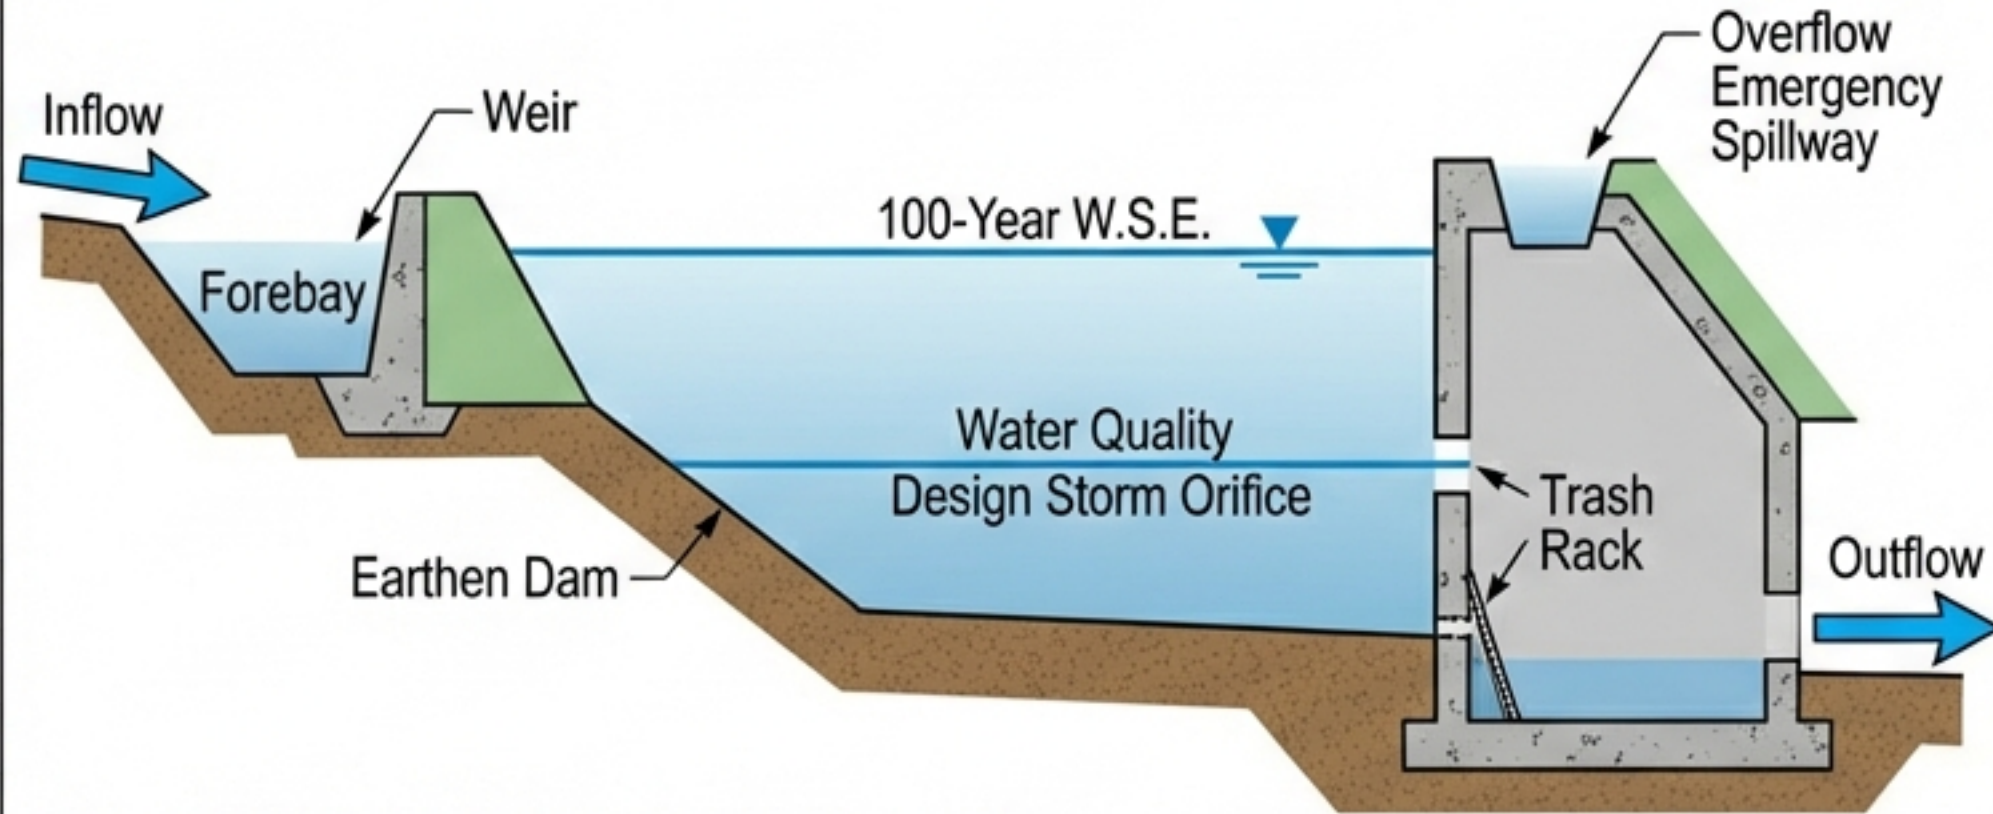 Inflow
Weir
Overflow
Emergency
Spillway
100-Year W.S.E.
Forebay
Water Quality
Design Storm Orifice
Trash
Rack
Earthen Dam
Outflow